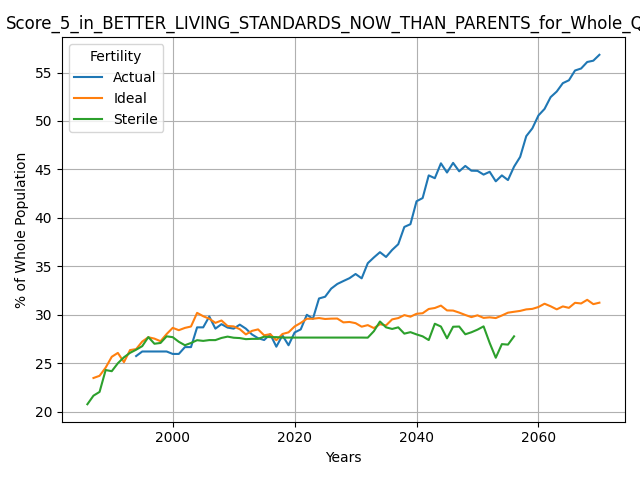 Score_5_in_BETTER_LIVING_STANDARDS_NOW_THAN_PARENTS_for_Whole_Q
Fertility
Actual
Ideal
Sterile
% of Whole Population
55
50
45
40
35
30
25
20
2000
2020
2040
2060
Years